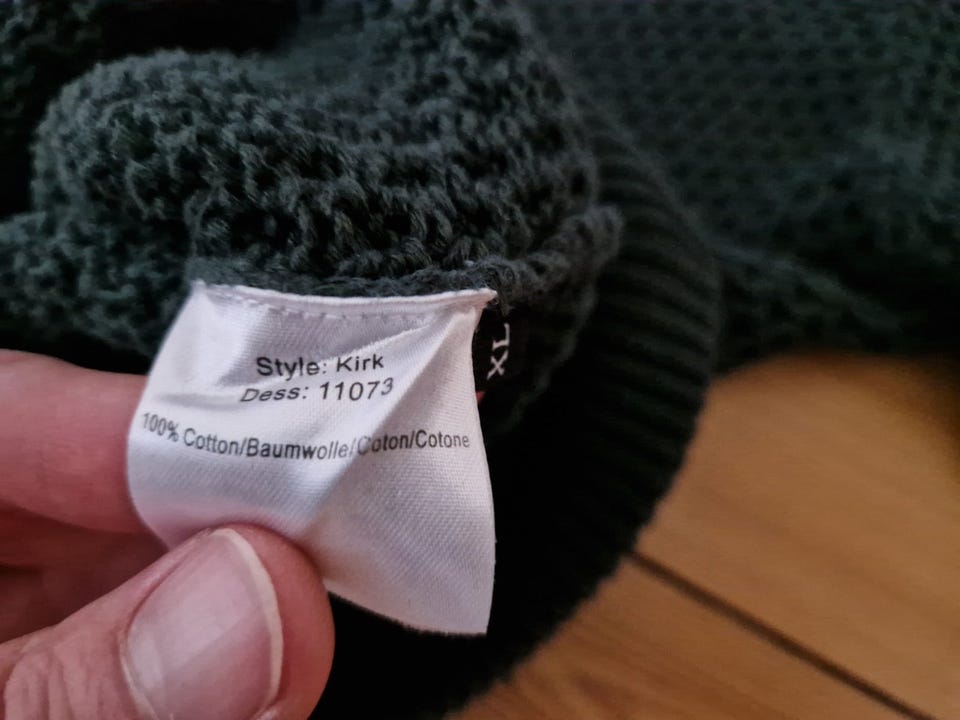 Style: Kirk
Dess: 11073
100% Cotton/Baumwolle/Coton/Cotone
XL